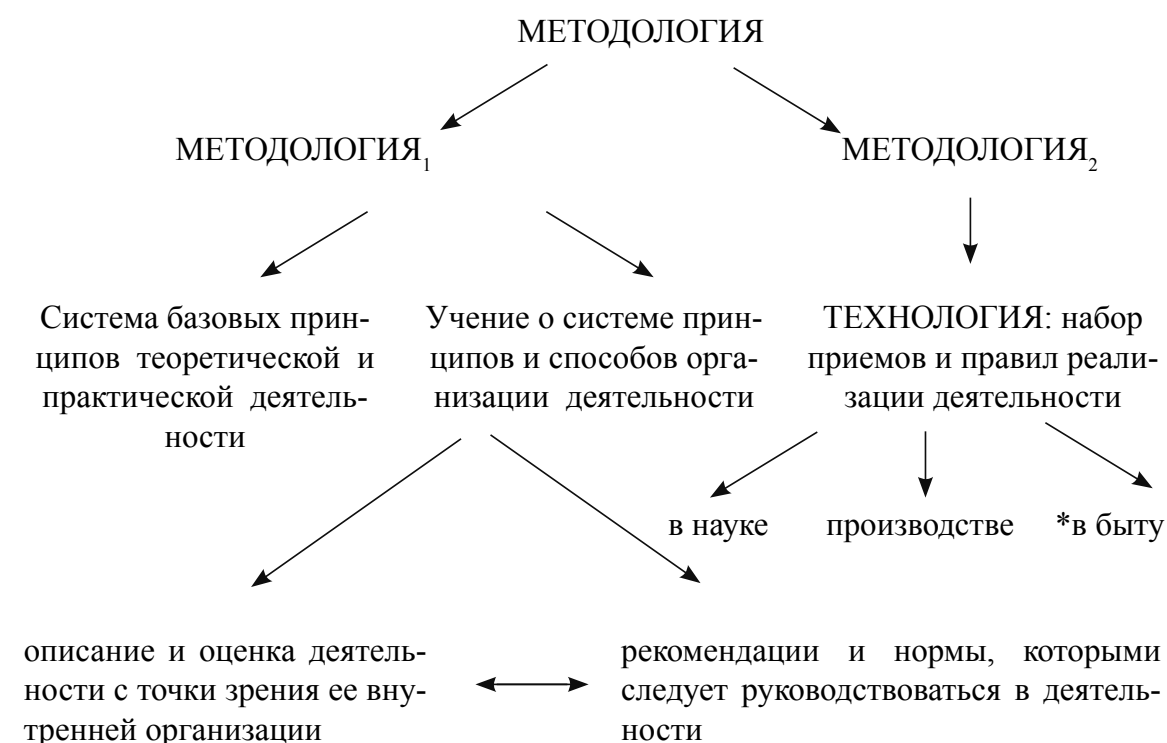 МЕТОДОЛОГИЯ
МЕТОДОЛОГИЯ₁
МЕТОДОЛОГИЯ₂
Система базовых прин-
ципов теоретической и
практической деятель-
ности
Учение о системе прин-
ципов и способов орга-
низации деятельности
ТЕХНОЛОГИЯ: набор
приемов и правил реали-
зации деятельности
в науке
производстве
*в быту
описание и оценка деятель-
ности с точки зрения ее вну-
тренней организации
рекомендации и нормы, которыми
следует руководствоваться в деятель-
ности